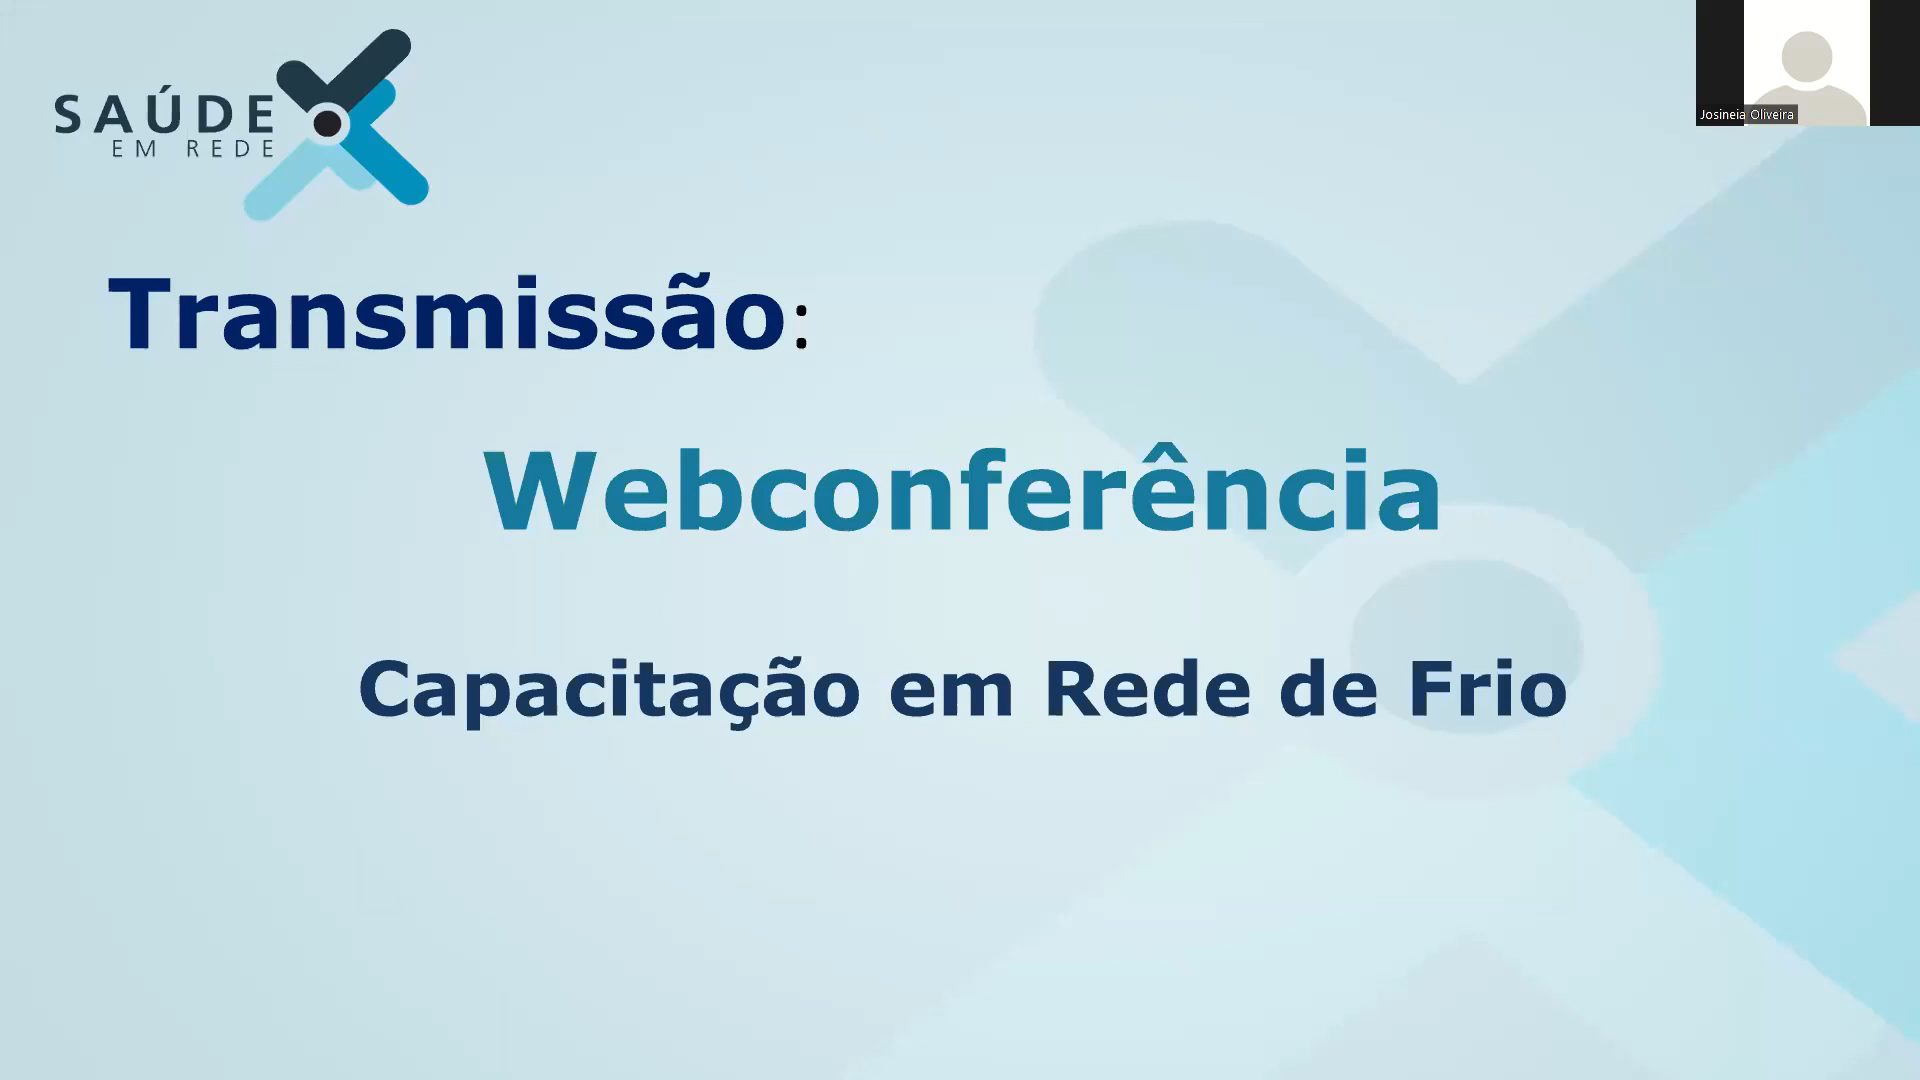 SAÚDE
EM REDE
Josineia Oliveira
Transmissão:
Webconferência
Capacitação em Rede de Frio